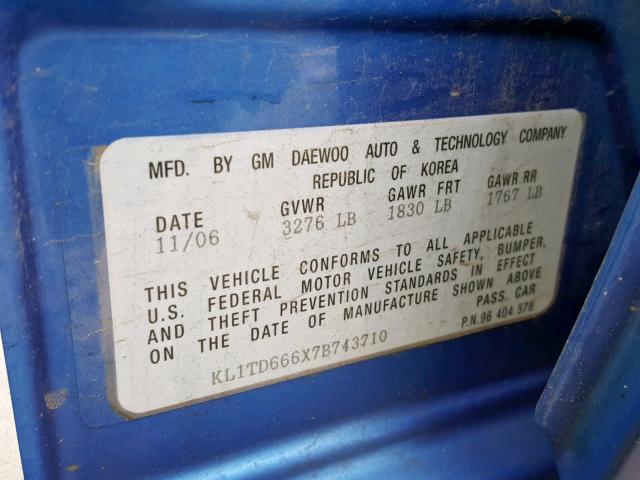 MFD. BY GM DAEWOO AUTO & TECHNOLOGY COMPANY
REPUBLIC OF KOREA
DATE GVWR GAWR FRT GAWR RR
11/06 3276 LB 1830 LB 1767 LB
THIS VEHICLE CONFORMS TO ALL APPLICABLE
U.S. FEDERAL MOTOR VEHICLE SAFETY, BUMPER,
AND THEFT PREVENTION STANDARDS IN EFFECT
ON THE DATE OF MANUFACTURE SHOWN ABOVE
PASS. CAR
KL1TD666X7B743710 P.N.96 404 578